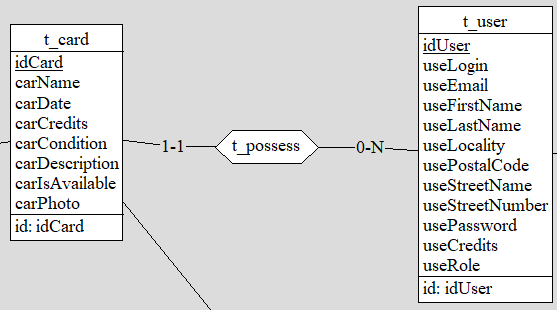 t_card
idCard
carName
carDate
carCredits
carCondition
carDescription
carIsAvailable
carPhoto
id: idCard
1-1
t_possess
0-N
t_user
idUser
useLogin
useEmail
useFirstName
useLastName
useLocality
usePostalCode
useStreetName
useStreetNumber
usePassword
useCredits
useRole
id: idUser